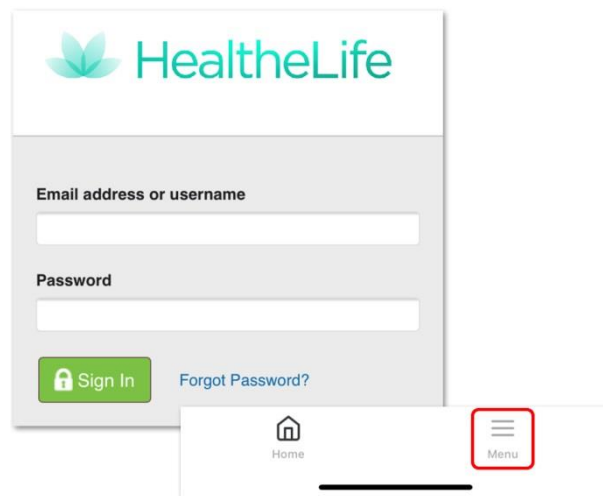 HealtheLife
Email address or username
Password
Sign In Forgot Password?
Home Menu